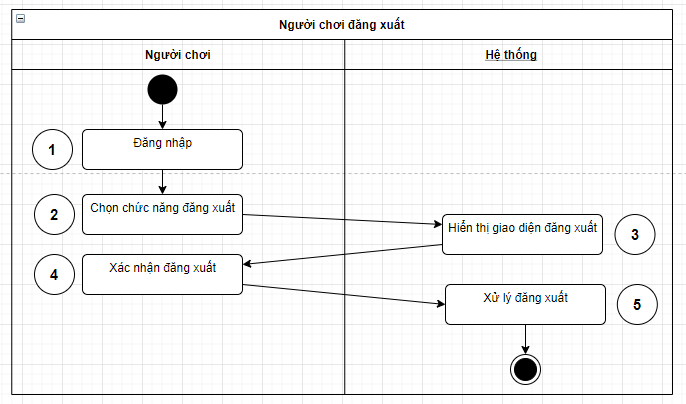 Người chơi đăng xuất
Người chơi
Hệ thống
1
Đăng nhập
2
Chọn chức năng đăng xuất
Hiển thị giao diện đăng xuất
3
4
Xác nhận đăng xuất
Xử lý đăng xuất
5